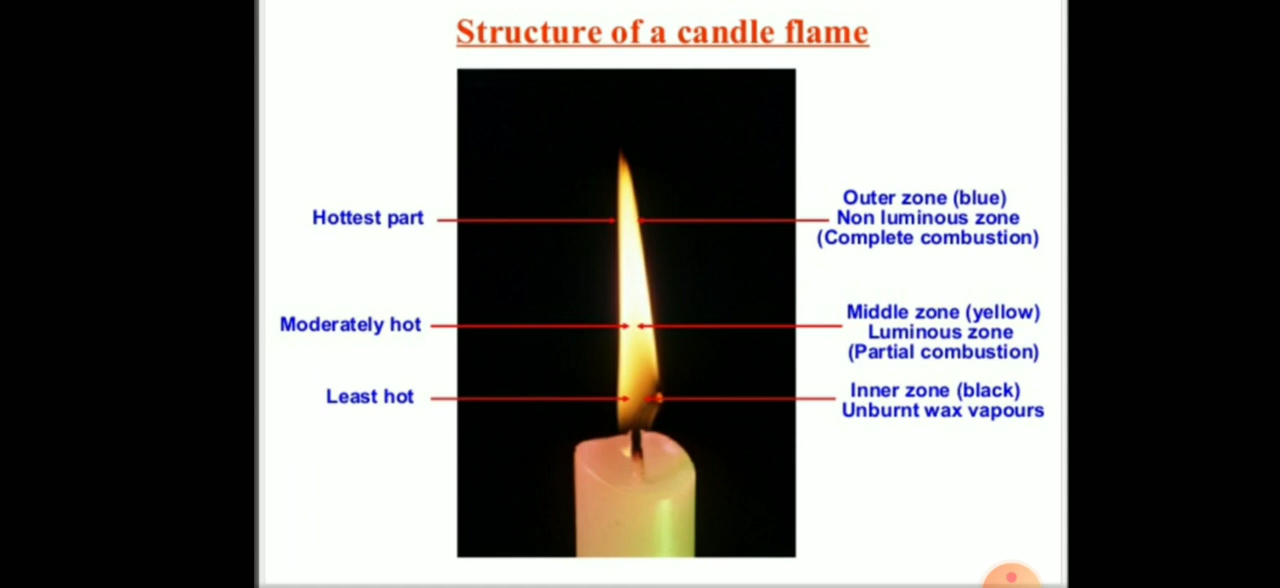 Structure of a candle flame
Hottest part
Outer zone (blue)
Non luminous zone
(Complete combustion)
Moderately hot
Middle zone (yellow)
Luminous zone
(Partial combustion)
Least hot
Inner zone (black)
Unburnt wax vapours